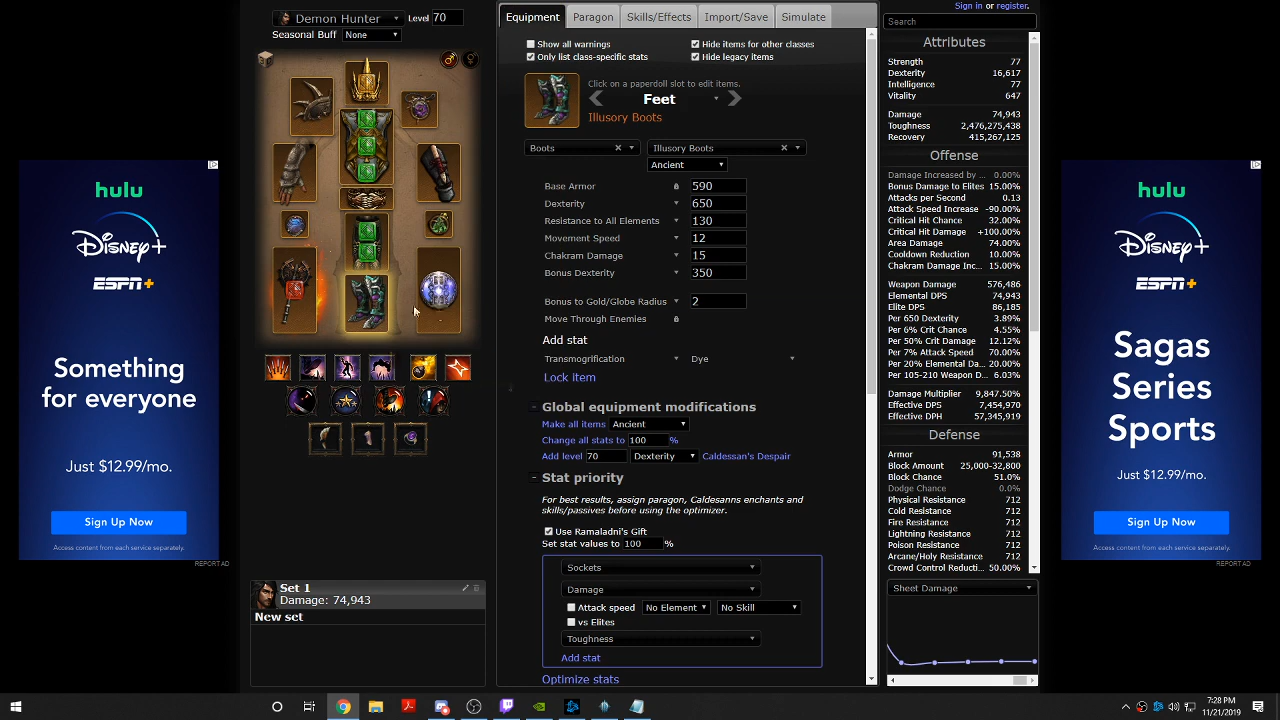 Demon Hunter
Level 70
Seasonal Buff None
Set 1
Damage: 74,943
New set
Equipment Paragon Skills/Effects Import/Save Simulate
Show all warnings
Hide items for other classes
Only list class-specific stats
Hide legacy items
Click on a paperdoll slot to edit items.
Feet
Illusory Boots
Boots Illusory Boots
Ancient
Base Armor 590
Dexterity 650
Resistance to All Elements 130
Movement Speed 12
Chakram Damage 15
Bonus Dexterity 350
Bonus to Gold/Globe Radius 2
Move Through Enemies
Add stat
Transmogrification Dye
Lock item
Global equipment modifications
Make all items Ancient
Change all stats to 100 %
Add level 70 Dexterity Caldessan's Despair
Stat priority
For best results, assign paragon, Caldesanns enchants and
skills/passives before using the optimizer.
Use Ramaladni's Gift
Set stat values to 100 %
Sockets
Damage
Attack speed No Element No Skill
vs Elites
Toughness
Add stat
Optimize stats
Sign in or register.
Search
Attributes
Strength 77
Dexterity 16,617
Intelligence 77
Vitality 647
Damage 74,943
Toughness 2,476,275,438
Recovery 415,267,125
Offense
Damage Increased by ... 0.00%
Bonus Damage to Elites 15.00%
Attacks per Second 0.13
Attack Speed Increase -90.00%
Critical Hit Chance 32.00%
Critical Hit Damage +100.00%
Area Damage 74.00%
Cooldown Reduction 10.00%
Chakram Damage Inc... 15.00%
Weapon Damage 576,486
Elemental DPS 74,943
Elite DPS 86,185
Per 650 Dexterity 3.89%
Per 6% Crit Chance 4.55%
Per 50% Crit Damage 12.12%
Per 7% Attack Speed 70.00%
Per 20% Elemental Da... 20.00%
Per 105-210 Weapon D... 6.03%
Damage Multiplier 9,847.50%
Effective DPS 7,454,970
Effective DPH 57,345,919
Defense
Armor 91,538
Block Amount 25,000-32,800
Block Chance 51.0%
Dodge Chance 0.0%
Physical Resistance 712
Cold Resistance 712
Fire Resistance 712
Lightning Resistance 712
Poison Resistance 712
Arcane/Holy Resistance 712
Crowd Control Reducti... 50.00%
Sheet Damage
hulu
Disney+
ESPN+
Something
for everyone
Just $12.99/mo.
Sign Up Now
Access content from each service separately.
REPORT AD
hulu
Disney+
ESPN+
Sagas
Series
Sports
Just $12.99/mo.
Sign Up Now
Access content from each service separately.
REPORT AD
7:28 PM
11/21/2019